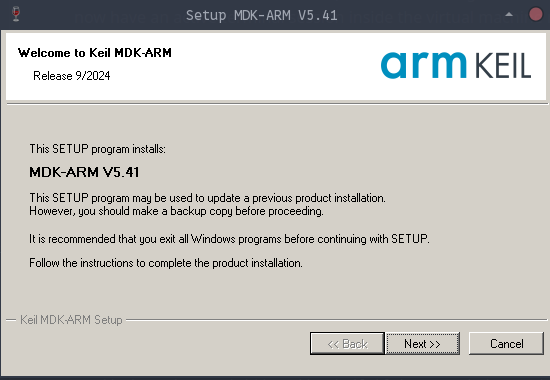 Setup MDK-ARM V5.41
Welcome to Keil MDK-ARM
Release 9/2024
arm KEIL
This SETUP program installs:
MDK-ARM V5.41
This SETUP program may be used to update a previous product installation.
However, you should make a backup copy before proceeding.
It is recommended that you exit all Windows programs before continuing with SETUP.
Follow the instructions to complete the product installation.
Keil MDK-ARM Setup
<< Back
Next >>
Cancel